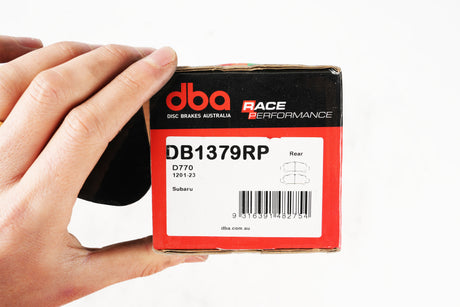 dba
DISC BRAKES AUSTRALIA
RACE
PERFORMANCE
DB1379RP
Rear
D770
1201-23
Subaru
9 316391 482754
dba.com.au